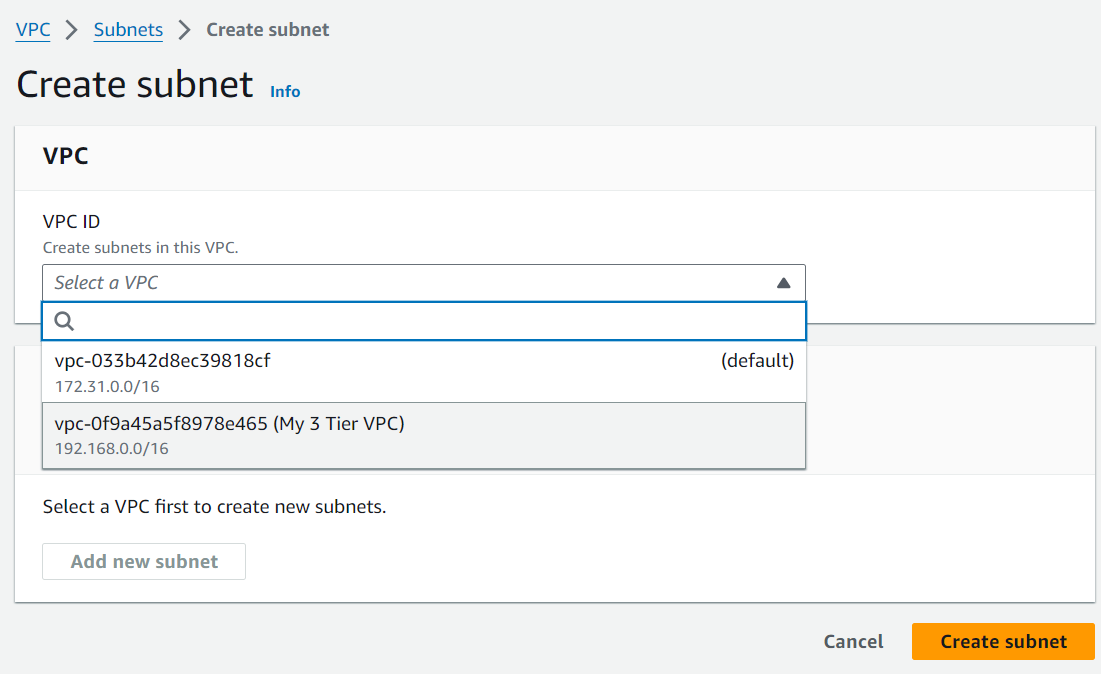 VPC > Subnets > Create subnet
Create subnet Info
VPC
VPC ID
Create subnets in this VPC.
Select a VPC
vpc-033b42d8ec39818cf (default)
172.31.0.0/16
vpc-0f9a45a5f8978e465 (My 3 Tier VPC)
192.168.0.0/16
Select a VPC first to create new subnets.
Add new subnet
Cancel Create subnet